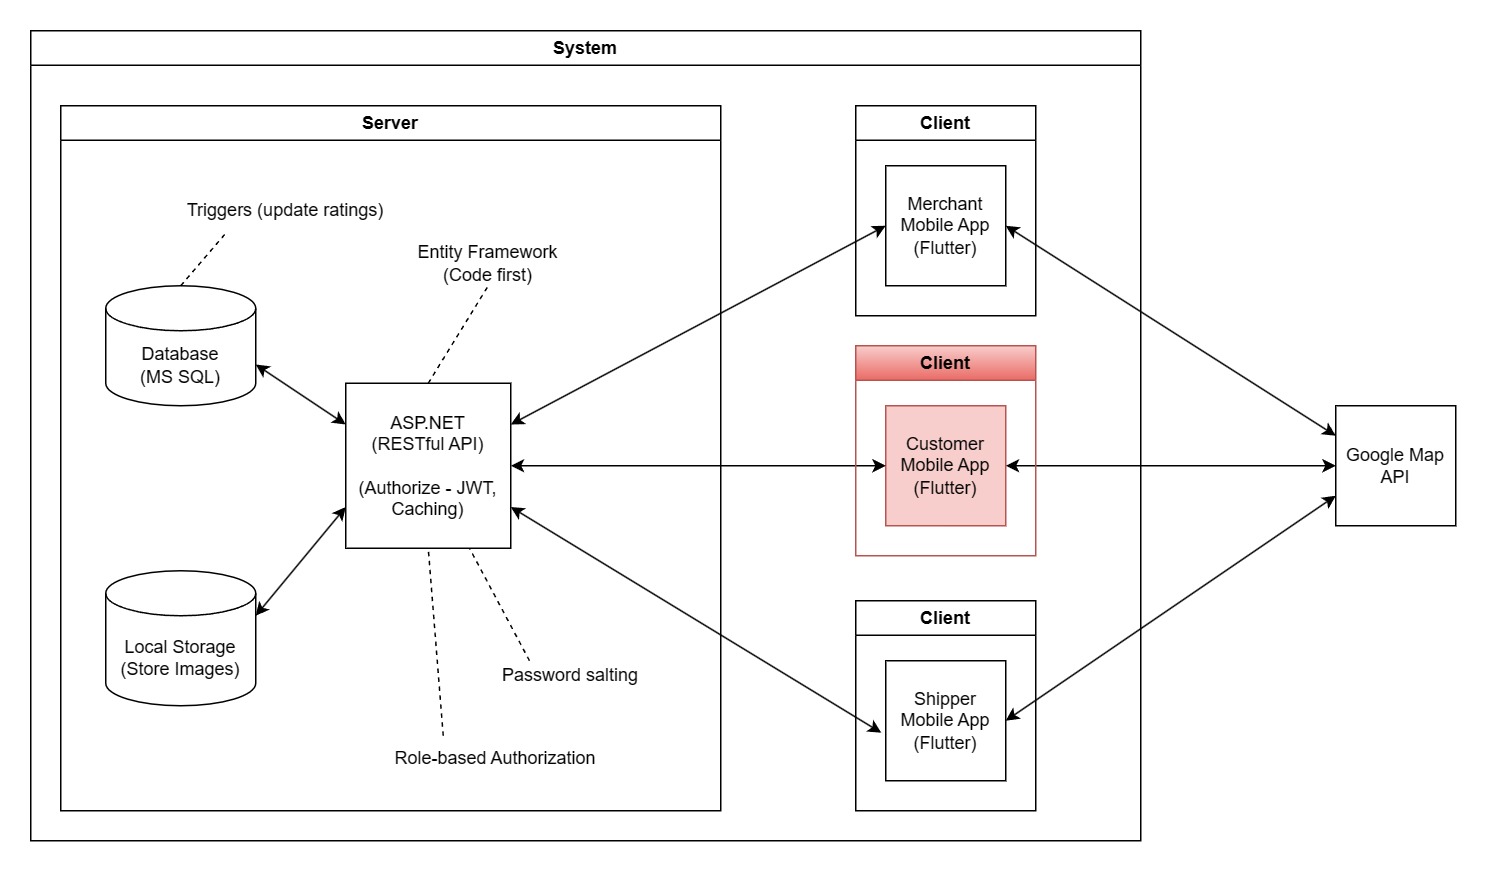 System
Server
Triggers (update ratings)
Entity Framework
(Code first)
Database
(MS SQL)
ASP.NET
(RESTful API)
(Authorize - JWT,
Caching)
Local Storage
(Store Images)
Password salting
Role-based Authorization
Client
Merchant
Mobile App
(Flutter)
Client
Customer
Mobile App
(Flutter)
Client
Shipper
Mobile App
(Flutter)
Google Map
API